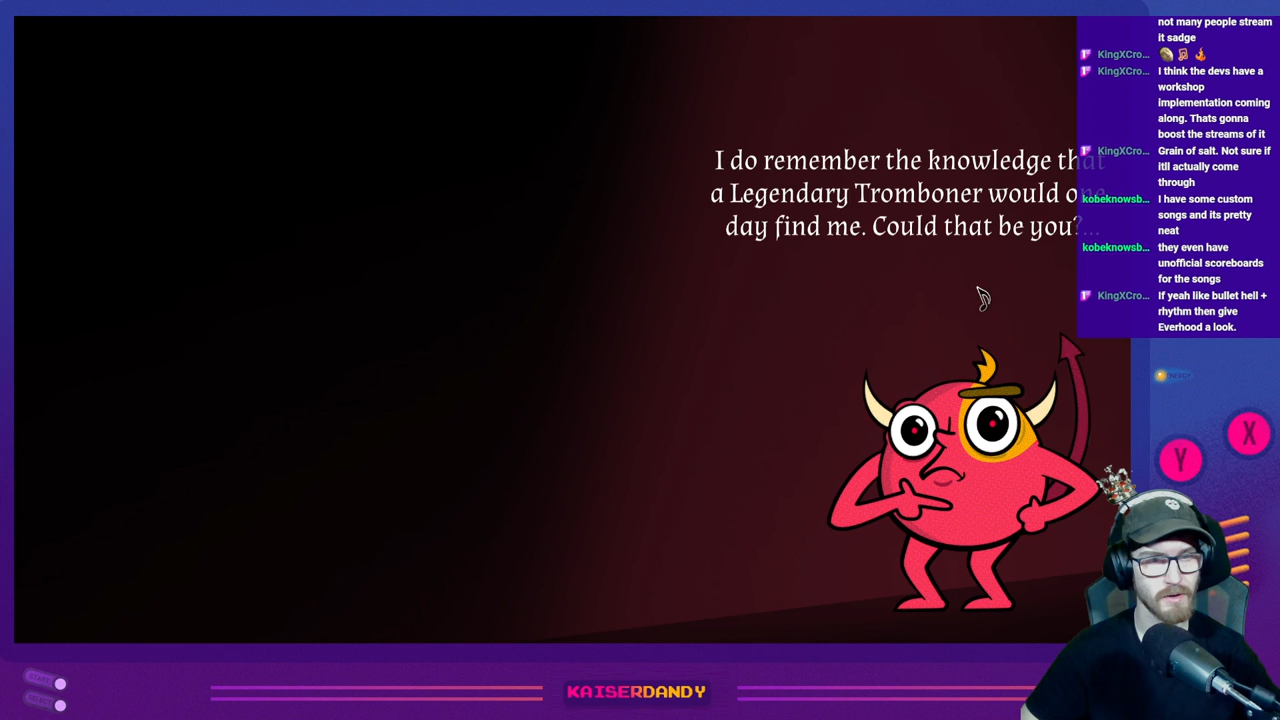 not many people stream
it sadge
KingXCro...
KingXCro... I think the devs have a
workshop
implementation coming
along. Thats gonna
boost the streams of it
KingXCro... Grain of salt. Not sure if
itll actually come
through
kobeknowsb... I have some custom
songs and its pretty
neat
kobeknowsb... they even have
unofficial scoreboards
for the songs
KingXCro... If yeah like bullet hell +
rhythm then give
Everhood a look.
I do remember the knowledge that
a Legendary Tromboner would one
day find me. Could that be you?...
Y
X
START
SELECT
KAISERDANDY